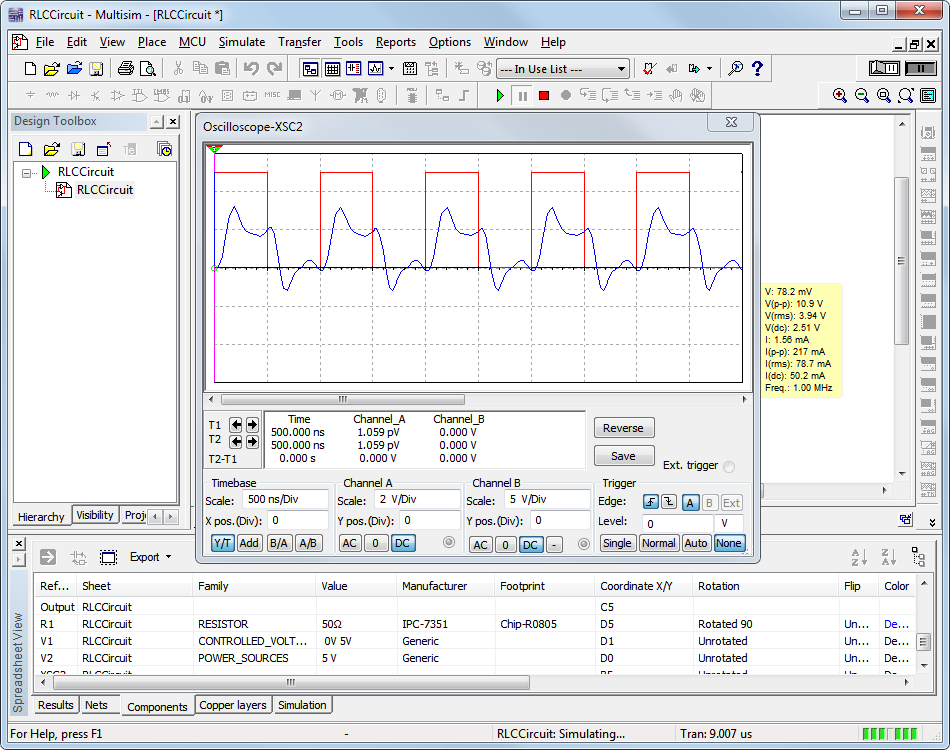 RLCCircuit - Multisim - [RLCCircuit *]
File Edit View Place MCU Simulate Transfer Tools Reports Options Window Help
--- In Use List ---
MISC
Design Toolbox
RLCCircuit
RLCCircuit
Hierarchy Visibility Proj
Oscilloscope-XSC2
V: 78.2 mV
V(p-p): 10.9 V
V(rms): 3.94 V
V(dc): 2.51 V
I: 1.56 mA
I(p-p): 217 mA
I(rms): 78.7 mA
I(dc): 50.2 mA
Freq.: 1.00 MHz
Time Channel_A Channel_B
T1 500.000 ns 1.059 pV 0.000 V
T2 500.000 ns 1.059 pV 0.000 V
T2-T1 0.000 s 0.000 V 0.000 V
Reverse
Save
Ext. trigger
Timebase Channel A Channel B Trigger
Scale: 500 ns/Div Scale: 2 V/Div Scale: 5 V/Div Edge: A B Ext
X pos.(Div): 0 Y pos.(Div): 0 Y pos.(Div): 0 Level: 0 V
Y/T Add B/A A/B AC 0 DC AC 0 DC - Single Normal Auto None
Export
Spreadsheet View
Ref... Sheet Family Value Manufacturer Footprint Coordinate X/Y Rotation Flip Color
Output RLCCircuit C5
R1 RLCCircuit RESISTOR 50Ω IPC-7351 Chip-R0805 D5 Rotated 90 Un... De...
V1 RLCCircuit CONTROLLED_VOLT... 0V 5V Generic D1 Unrotated Un... De...
V2 RLCCircuit POWER_SOURCES 5 V Generic D0 Unrotated Un... De...
Results Nets Components Copper layers Simulation
For Help, press F1 - RLCCircuit: Simulating... Tran: 9.007 us